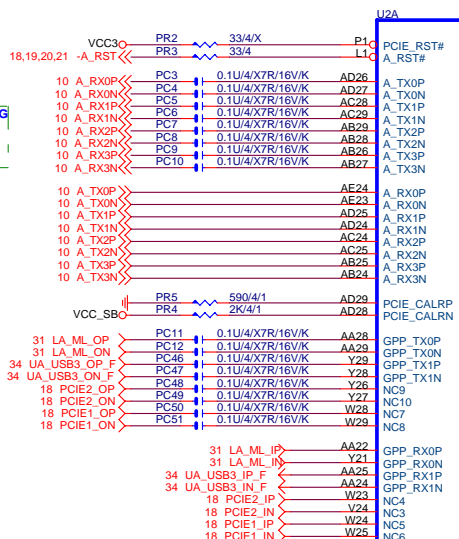 U2A
VCC3 PR2 33/4/X P1 PCIE_RST#
18,19,20,21 -A_RST PR3 33/4 L1 A_RST#
10 A_RX0P PC3 0.1U/4/X7R/16V/K AD26 A_TX0P
10 A_RX0N PC4 0.1U/4/X7R/16V/K AD27 A_TX0N
10 A_RX1P PC5 0.1U/4/X7R/16V/K AC28 A_TX1P
10 A_RX1N PC6 0.1U/4/X7R/16V/K AC29 A_TX1N
10 A_RX2P PC7 0.1U/4/X7R/16V/K AB29 A_TX2P
10 A_RX2N PC8 0.1U/4/X7R/16V/K AB28 A_TX2N
10 A_RX3P PC9 0.1U/4/X7R/16V/K AB26 A_TX3P
10 A_RX3N PC10 0.1U/4/X7R/16V/K AB27 A_TX3N
G
10 A_TX0P AE24 A_RX0P
10 A_TX0N AE23 A_RX0N
10 A_TX1P AD25 A_RX1P
10 A_TX1N AD24 A_RX1N
10 A_TX2P AC24 A_RX2P
10 A_TX2N AC25 A_RX2N
10 A_TX3P AB25 A_RX3P
10 A_TX3N AB24 A_RX3N
PR5 590/4/1 AD29 PCIE_CALRP
VCC_SB PR4 2K/4/1 AD28 PCIE_CALRN
31 LA_ML_OP PC11 0.1U/4/X7R/16V/K AA28 GPP_TX0P
31 LA_ML_ON PC12 0.1U/4/X7R/16V/K AA29 GPP_TX0N
34 UA_USB3_OP_F PC46 0.1U/4/X7R/16V/K Y29 GPP_TX1P
34 UA_USB3_ON_F PC47 0.1U/4/X7R/16V/K Y28 GPP_TX1N
18 PCIE2_OP PC48 0.1U/4/X7R/16V/K Y26 NC9
18 PCIE2_ON PC49 0.1U/4/X7R/16V/K Y27 NC10
18 PCIE1_OP PC50 0.1U/4/X7R/16V/K W28 NC7
18 PCIE1_ON PC51 0.1U/4/X7R/16V/K W29 NC8
31 LA_ML_IP AA22 GPP_RX0P
31 LA_ML_IN Y21 GPP_RX0N
34 UA_USB3_IP_F AA25 GPP_RX1P
34 UA_USB3_IN_F AA24 GPP_RX1N
18 PCIE2_IP W23 NC4
18 PCIE2_IN V24 NC3
18 PCIE1_IP W24 NC5
18 PCIE1_IN W25 NC6